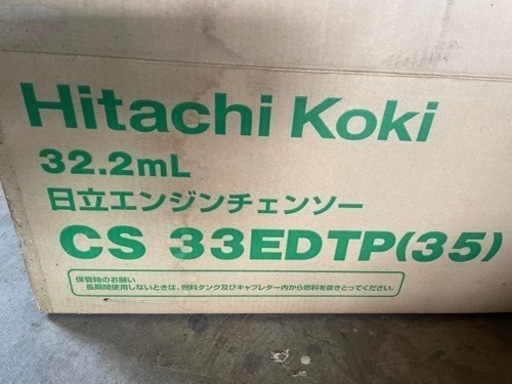 Hitachi Koki
32.2mL
日立エンジンチェンソー
CS 33EDTP(35)
保管時のお願い
長期間使用しないときは、燃料タンク及びキャブレター内から燃料を抜きとってください。